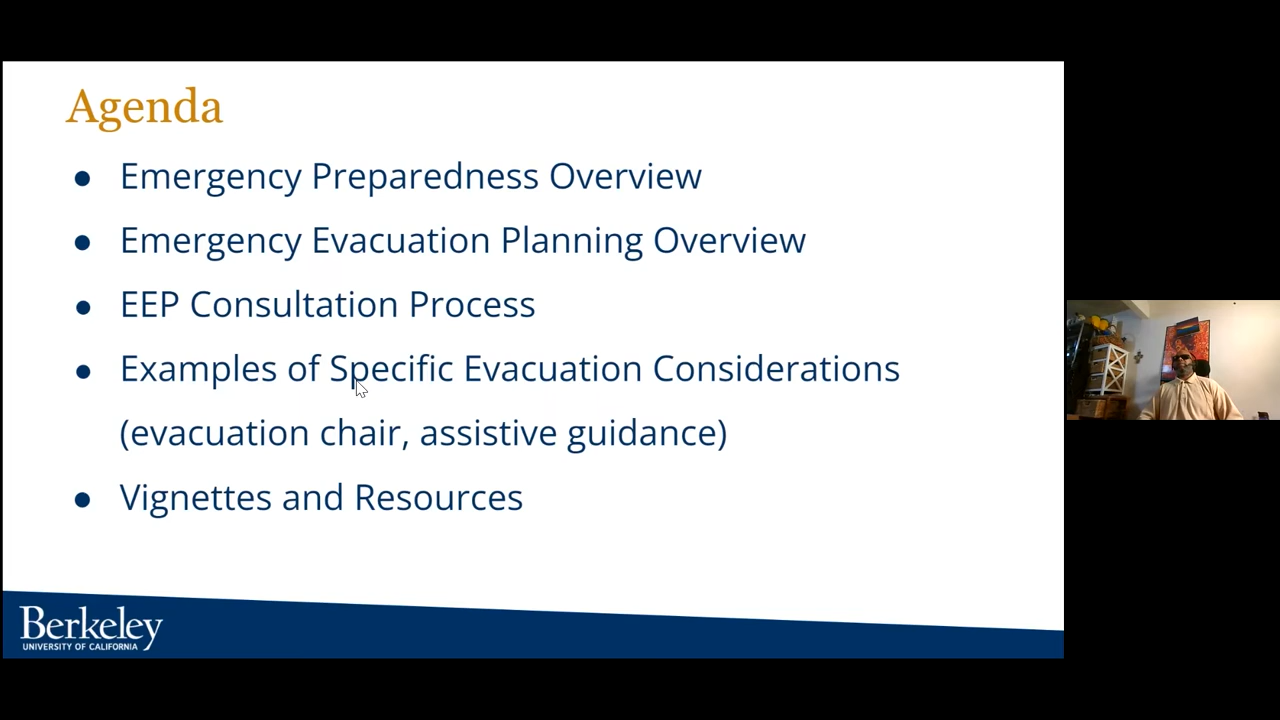 Agenda
● Emergency Preparedness Overview
● Emergency Evacuation Planning Overview
● EEP Consultation Process
● Examples of Specific Evacuation Considerations
(evacuation chair, assistive guidance)
● Vignettes and Resources
Berkeley
UNIVERSITY OF CALIFORNIA